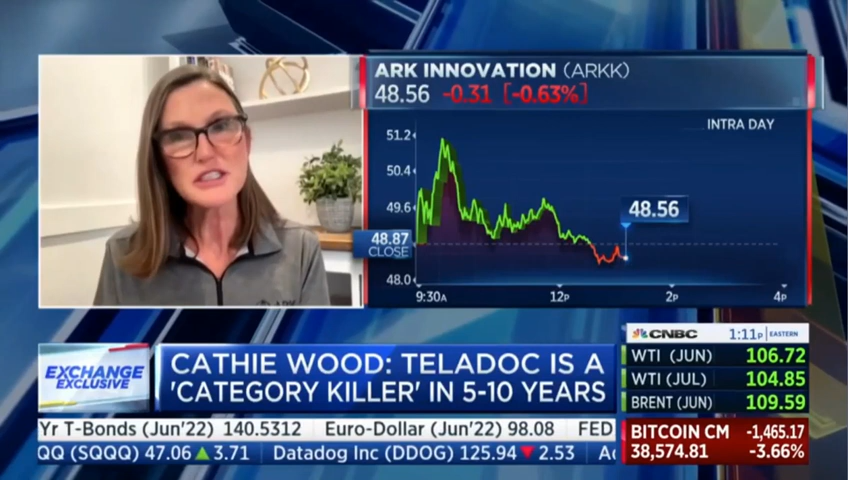 ARK INNOVATION (ARKK)
48.56 -0.31 [-0.63%]
INTRA DAY
51.2
50.4
49.6
48.56
48.87
CLOSE
48.0
9:30A 12P 2P 4P
ARK
EXCHANGE
EXCLUSIVE
CATHIE WOOD: TELADOC IS A
'CATEGORY KILLER' IN 5-10 YEARS
CNBC 1:11P EASTERN
WTI (JUN) 106.72
WTI (JUL) 104.85
BRENT (JUN) 109.59
BITCOIN CM -1,465.17
38,574.81 -3.66%
Yr T-Bonds (Jun'22) 140.5312 Euro-Dollar (Jun'22) 98.08 FED
QQ (SQQQ) 47.06 ▲ 3.71 Datadog Inc (DDOG) 125.94 ▼ 2.53